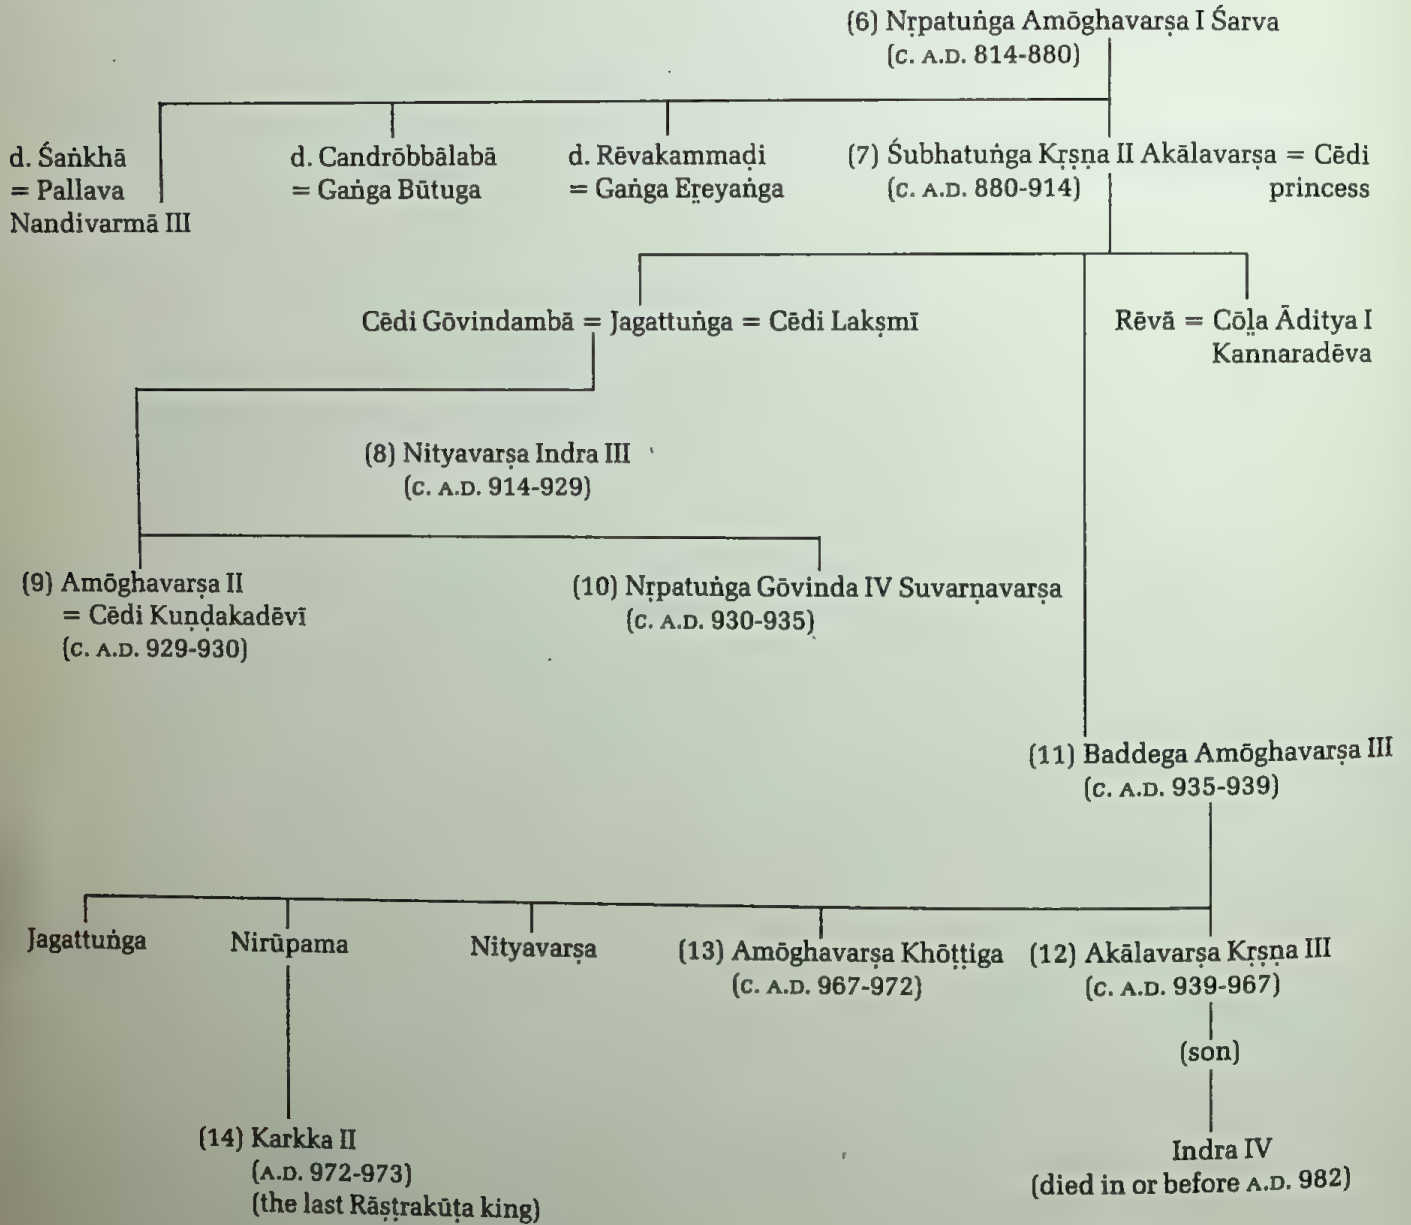 (6) Nṛpatuṅga Amōghavarṣa I Śarva
(C. A.D. 814-880)
d. Śaṅkhā
= Pallava
Nandivarmā III
d. Candrōbbālabā
= Gaṅga Būtuga
d. Rēvakammaḍi
= Gaṅga Eṟeyaṅga
(7) Śubhatuṅga Kṛṣṇa II Akālavarṣa = Cēdi
(C. A.D. 880-914) princess
Cēdi Gōvindambā = Jagattuṅga = Cēdi Lakṣmī
Rēvā = Cōḷa Āditya I
Kannaradēva
(8) Nityavarṣa Indra III
(C. A.D. 914-929)
(9) Amōghavarṣa II
= Cēdi Kuṇḍakadēvī
(C. A.D. 929-930)
(10) Nṛpatuṅga Gōvinda IV Suvarṇavarṣa
(C. A.D. 930-935)
(11) Baddega Amōghavarṣa III
(C. A.D. 935-939)
Jagattuṅga
Nirūpama
Nityavarṣa
(13) Amōghavarṣa Khōṭṭiga
(C. A.D. 967-972)
(12) Akālavarṣa Kṛṣṇa III
(C. A.D. 939-967)
(son)
(14) Karkka II
(A.D. 972-973)
(the last Rāṣṭrakūṭa king)
Indra IV
(died in or before A.D. 982)